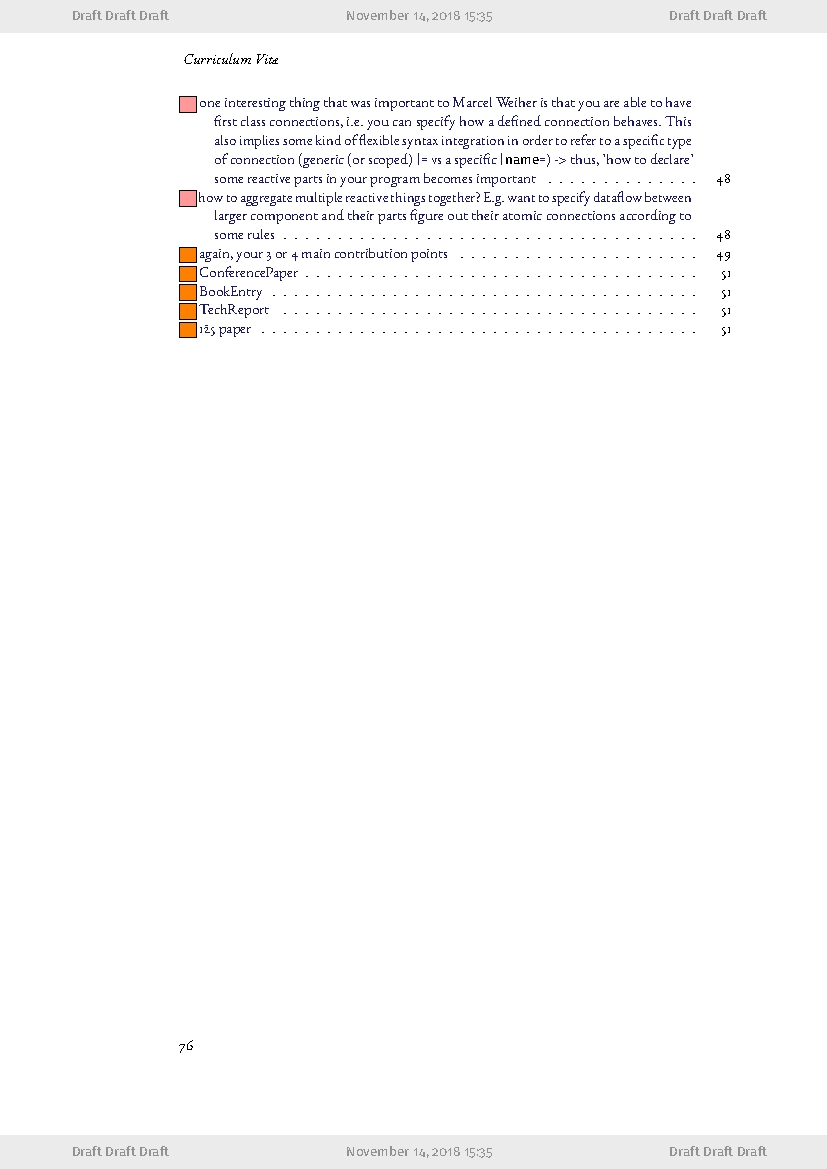 Draft Draft Draft November 14, 2018 15:35 Draft Draft Draft
Curriculum Vitæ
one interesting thing that was important to Marcel Weiher is that you are able to have
first class connections, i.e. you can specify how a defined connection behaves. This
also implies some kind of flexible syntax integration in order to refer to a specific type
of connection (generic (or scoped) |= vs a specific |name=) -> thus, 'how to declare'
some reactive parts in your program becomes important . . . . . . . . . . . . . . 48
how to aggregate multiple reactive things together? E.g. want to specify dataflow between
larger component and their parts figure out their atomic connections according to
some rules . . . . . . . . . . . . . . . . . . . . . . . . . . . . . . . . . . . . . . 48
again, your 3 or 4 main contribution points . . . . . . . . . . . . . . . . . . . . . . 49
ConferencePaper . . . . . . . . . . . . . . . . . . . . . . . . . . . . . . . . . . . . 51
BookEntry . . . . . . . . . . . . . . . . . . . . . . . . . . . . . . . . . . . . . . . 51
TechReport . . . . . . . . . . . . . . . . . . . . . . . . . . . . . . . . . . . . . . 51
i2s paper . . . . . . . . . . . . . . . . . . . . . . . . . . . . . . . . . . . . . . . . 51
76
Draft Draft Draft November 14, 2018 15:35 Draft Draft Draft